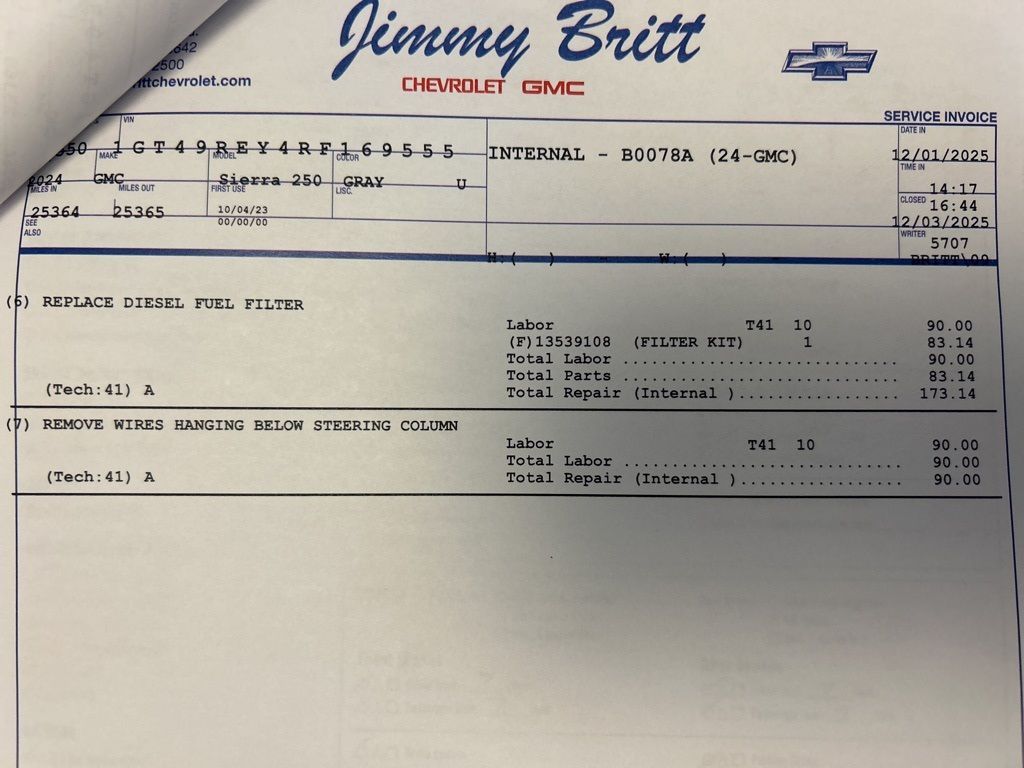 Jimmy Britt
CHEVROLET GMC
642
2500
ittchevrolet.com
SERVICE INVOICE
VIN
1GT49REY4RF169555
INTERNAL - B0078A (24-GMC)
DATE IN
12/01/2025
MAKE
MODEL
COLOR
TIME IN
14:17
2024 GMC Sierra 250 GRAY U
MILES IN
MILES OUT
FIRST USE
LISC.
CLOSED
16:44
25364 25365 10/04/23
00/00/00
12/03/2025
SEE
ALSO
WRITER
5707
H:( ) - W:( ) -
BRITT\09
(6) REPLACE DIESEL FUEL FILTER
Labor T41 10 90.00
(F)13539108 (FILTER KIT) 1 83.14
Total Labor .............................. 90.00
Total Parts .............................. 83.14
(Tech:41) A
Total Repair (Internal )................. 173.14
(7) REMOVE WIRES HANGING BELOW STEERING COLUMN
Labor T41 10 90.00
Total Labor .............................. 90.00
(Tech:41) A
Total Repair (Internal )................. 90.00